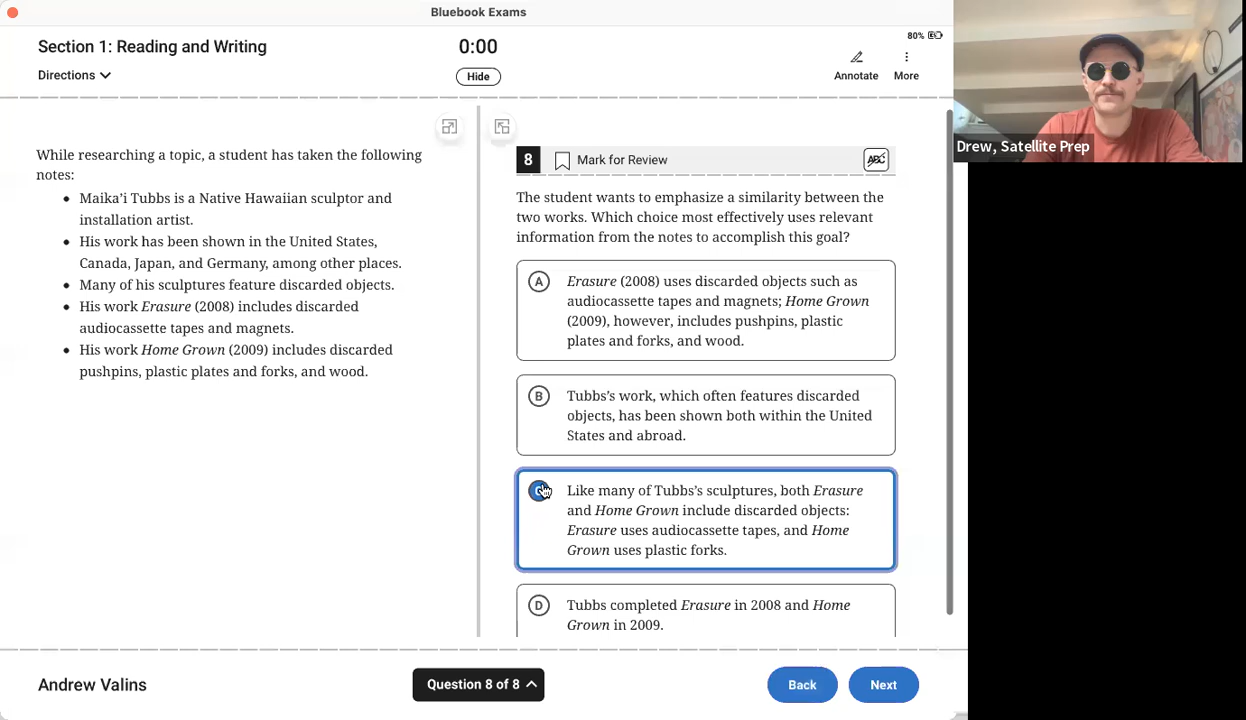 Bluebook Exams
Section 1: Reading and Writing
Directions
0:00
Hide
80%
Annotate
More
Drew, Satellite Prep
While researching a topic, a student has taken the following
notes:
• Maika‘i Tubbs is a Native Hawaiian sculptor and
installation artist.
• His work has been shown in the United States,
Canada, Japan, and Germany, among other places.
• Many of his sculptures feature discarded objects.
• His work Erasure (2008) includes discarded
audiocassette tapes and magnets.
• His work Home Grown (2009) includes discarded
pushpins, plastic plates and forks, and wood.
8
Mark for Review
ABC
The student wants to emphasize a similarity between the
two works. Which choice most effectively uses relevant
information from the notes to accomplish this goal?
A
Erasure (2008) uses discarded objects such as
audiocassette tapes and magnets; Home Grown
(2009), however, includes pushpins, plastic
plates and forks, and wood.
B
Tubbs’s work, which often features discarded
objects, has been shown both within the United
States and abroad.
C
Like many of Tubbs’s sculptures, both Erasure
and Home Grown include discarded objects:
Erasure uses audiocassette tapes, and Home
Grown uses plastic forks.
D
Tubbs completed Erasure in 2008 and Home
Grown in 2009.
Andrew Valins
Question 8 of 8
Back
Next